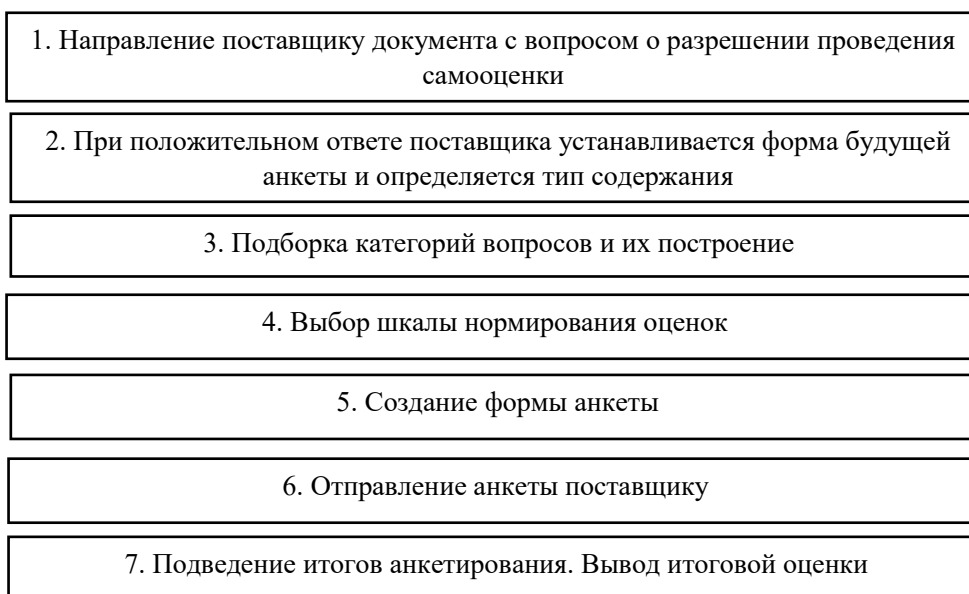 1. Направление поставщику документа с вопросом о разрешении проведения
самооценки
2. При положительном ответе поставщика устанавливается форма будущей
анкеты и определяется тип содержания
3. Подборка категорий вопросов и их построение
4. Выбор шкалы нормирования оценок
5. Создание формы анкеты
6. Отправление анкеты поставщику
7. Подведение итогов анкетирования. Вывод итоговой оценки